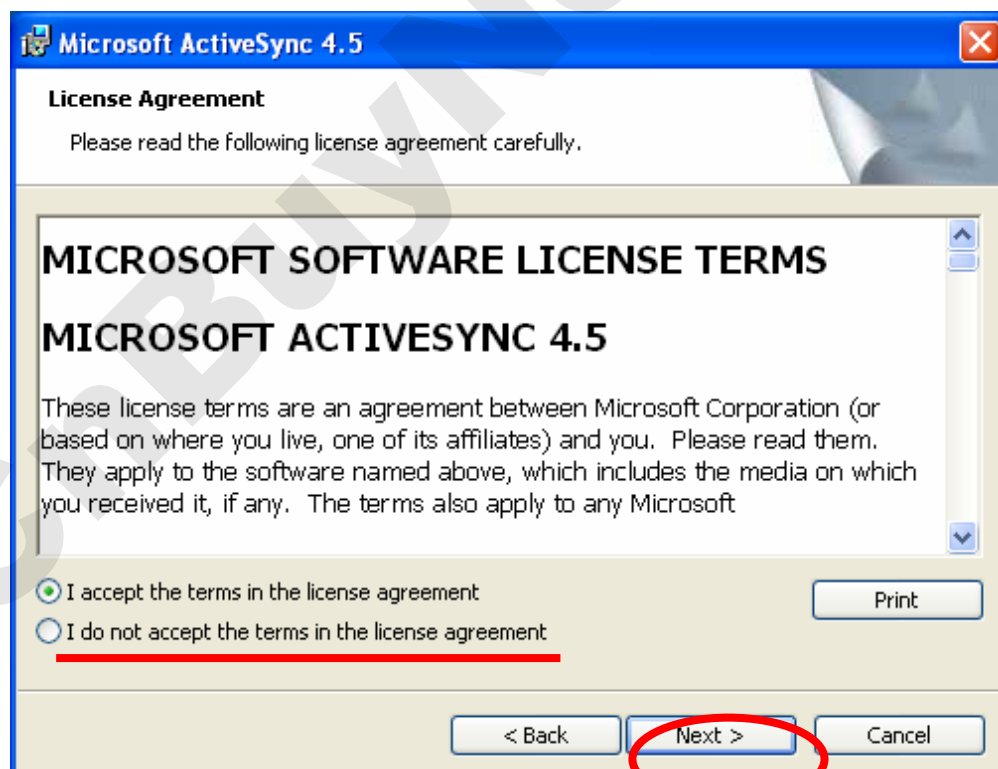 Microsoft ActiveSync 4.5
License Agreement
Please read the following license agreement carefully.
MICROSOFT SOFTWARE LICENSE TERMS
MICROSOFT ACTIVESYNC 4.5
These license terms are an agreement between Microsoft Corporation (or
based on where you live, one of its affiliates) and you.  Please read them.
They apply to the software named above, which includes the media on which
you received it, if any.  The terms also apply to any Microsoft
I accept the terms in the license agreement
Print
I do not accept the terms in the license agreement
< Back
Next >
Cancel